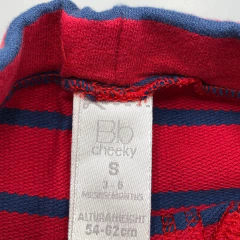 Bb
cheeky
S
3 - 6
MESES/MONTHS
ALTURA/HEIGHT
54-62cm